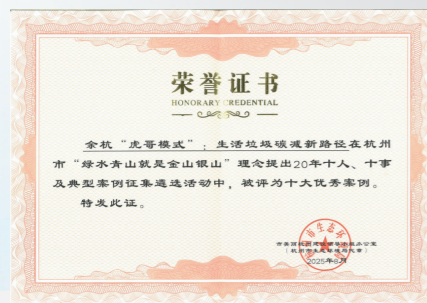 荣誉证书
HONORARY CREDENTIAL
余杭“虎哥模式”：生活垃圾碳减新路径在杭州
市“绿水青山就是金山银山”理念提出20年十人、十事
及典型案例征集遴选活动中，被评为十大优秀案例。
特发此证。
2025年8月